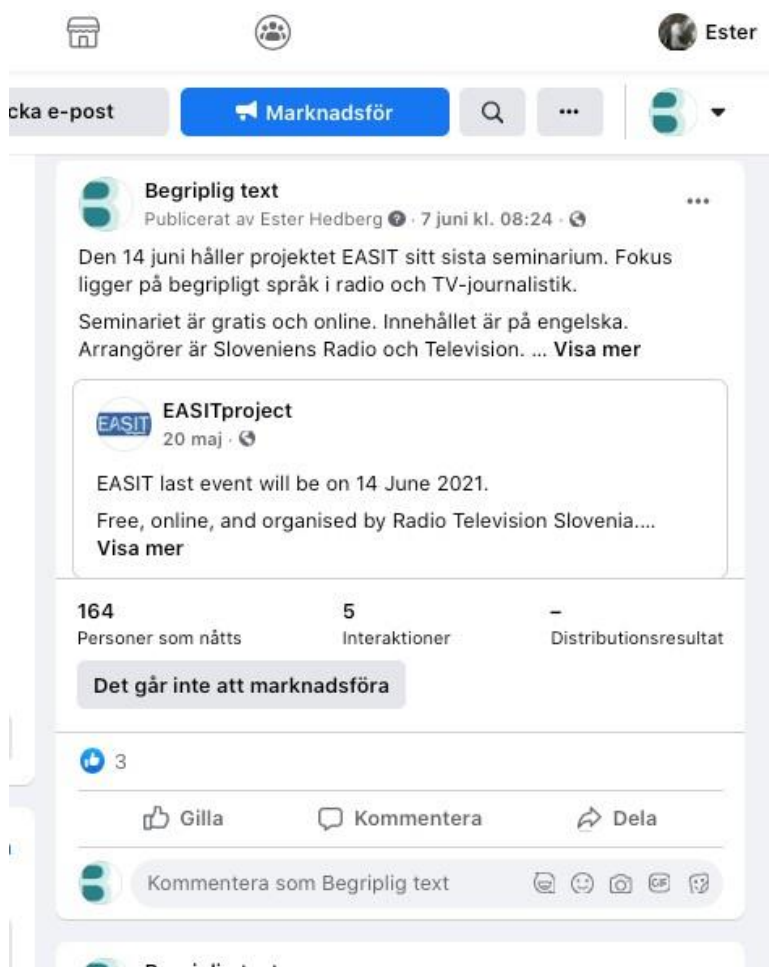 Ester
cka e-post
Marknadsför
Begriplig text
Publicerat av Ester Hedberg · 7 juni kl. 08:24 ·
Den 14 juni håller projektet EASIT sitt sista seminarium. Fokus
ligger på begripligt språk i radio och TV-journalistik.
Seminariet är gratis och online. Innehållet är på engelska.
Arrangörer är Sloveniens Radio och Television. ... Visa mer
EASIT
EASITproject
20 maj ·
EASIT last event will be on 14 June 2021.
Free, online, and organised by Radio Television Slovenia....
Visa mer
164 5 –
Personer som nåtts Interaktioner Distributionsresultat
Det går inte att marknadsföra
3
Gilla Kommentera Dela
Kommentera som Begriplig text GIF